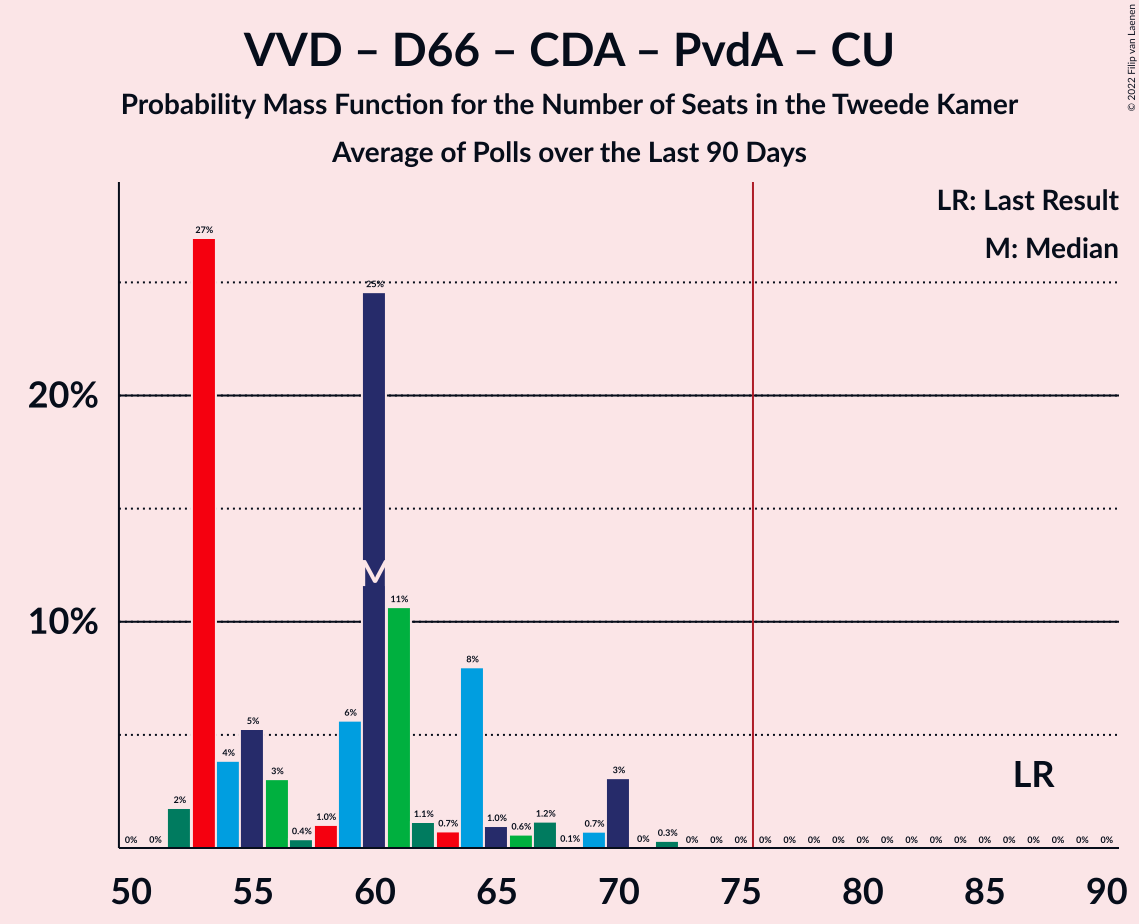 © 2022 Filip van Laenen
VVD – D66 – CDA – PvdA – CU
Probability Mass Function for the Number of Seats in the Tweede Kamer
Average of Polls over the Last 90 Days
LR: Last Result
M: Median
20%
10%
0% 0% 2% 27% 4% 5% 3% 0.4% 1.0% 6% 25% 11% 1.1% 0.7% 8% 1.0% 0.6% 1.2% 0.1% 0.7% 3% 0% 0.3% 0% 0% 0% 0% 0% 0% 0% 0% 0% 0% 0% 0% 0% 0% 0% 0% 0% 0%
M
LR
50 55 60 65 70 75 80 85 90